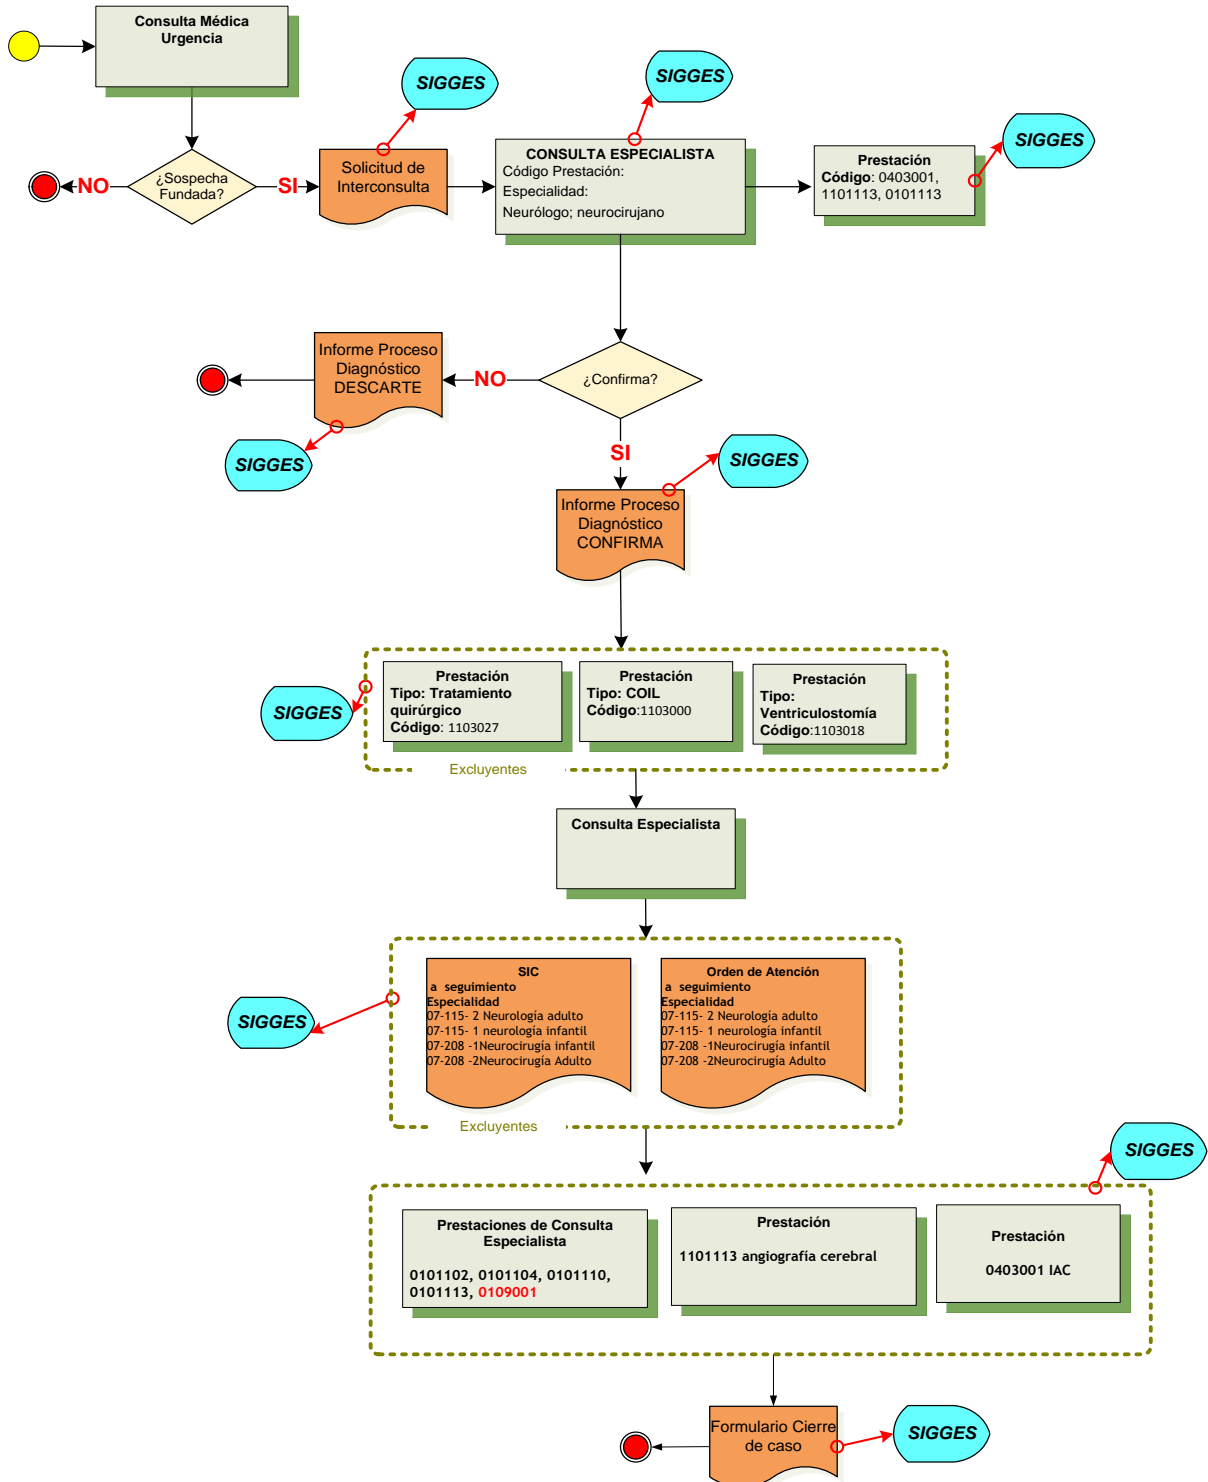 Consulta Médica
Urgencia
SIGGES
SIGGES
SIGGES
¿Sospecha
Fundada?
NO
SI
Solicitud de
Interconsulta
CONSULTA ESPECIALISTA
Código Prestación:
Especialidad:
Neurólogo; neurocirujano
Prestación
Código: 0403001,
1101113, 0101113
Informe Proceso
Diagnóstico
DESCARTE
NO
¿Confirma?
SI
SIGGES
SIGGES
Informe Proceso
Diagnóstico
CONFIRMA
SIGGES
Prestación
Tipo: Tratamiento
quirúrgico
Código: 1103027
Prestación
Tipo: COIL
Código:1103000
Prestación
Tipo:
Ventriculostomía
Código:1103018
Excluyentes
Consulta Especialista
SIGGES
SIC
a seguimiento
Especialidad
07-115- 2 Neurología adulto
07-115- 1 neurología infantil
07-208 -1Neurocirugía infantil
07-208 -2Neurocirugía Adulto
Orden de Atención
a seguimiento
Especialidad
07-115- 2 Neurología adulto
07-115- 1 neurología infantil
07-208 -1Neurocirugía infantil
07-208 -2Neurocirugía Adulto
Excluyentes
SIGGES
Prestaciones de Consulta
Especialista
0101102, 0101104, 0101110,
0101113, 0109001
Prestación
1101113 angiografía cerebral
Prestación
0403001 IAC
Formulario Cierre
de caso
SIGGES